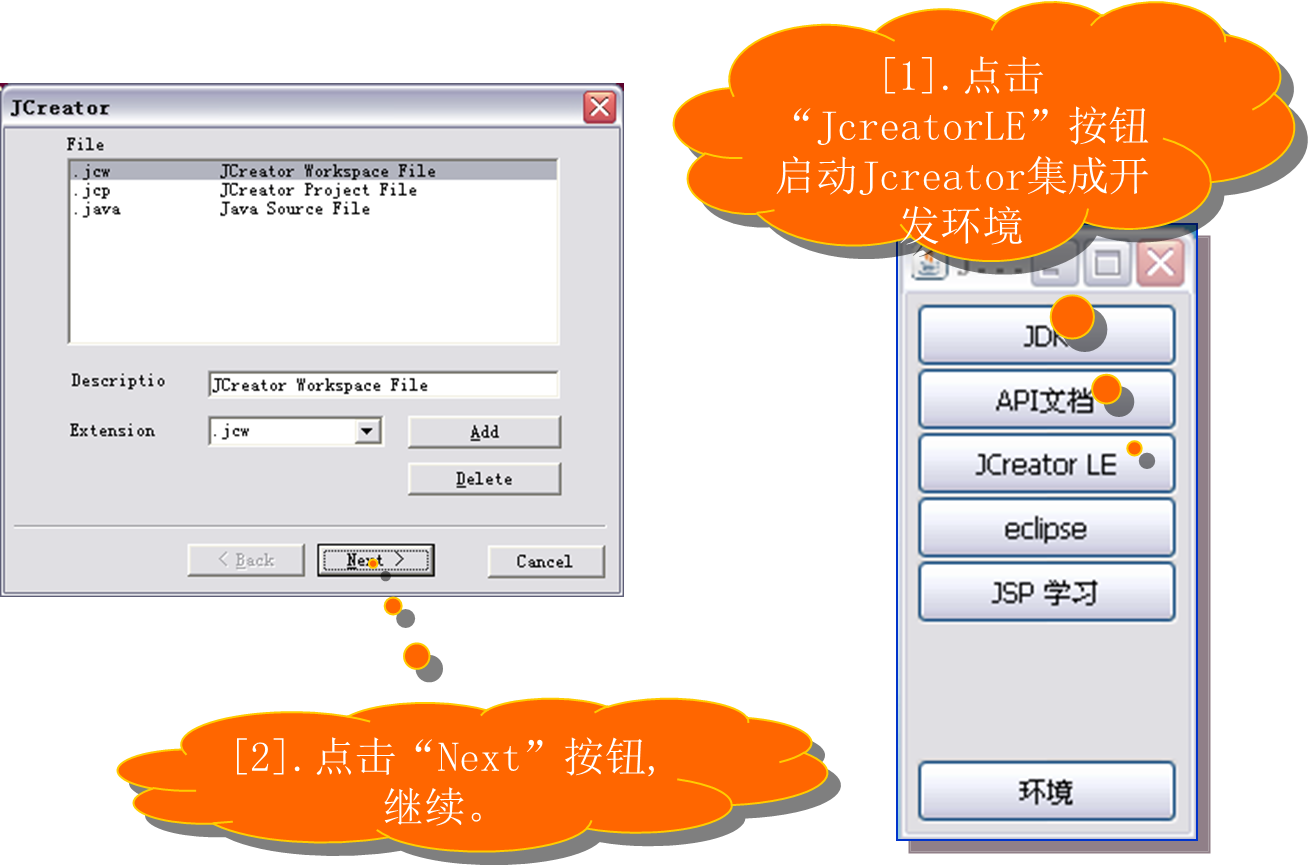 [1].点击
“JcreatorLE”按钮
启动Jcreator集成开
发环境
JCreator
File
.jcw JCreator Workspace File
.jcp JCreator Project File
.java Java Source File
Descriptio JCreator Workspace File
Extension .jcw Add
Delete
< Back Next > Cancel
[2].点击“Next”按钮,
继续。
J...
JDK
API文档
JCreator LE
eclipse
JSP 学习
环境